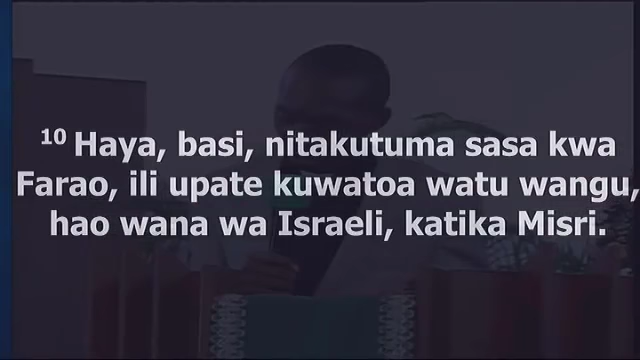 10 Haya, basi, nitakutuma sasa kwa
Farao, ili upate kuwatoa watu wangu,
hao wana wa Israeli, katika Misri.